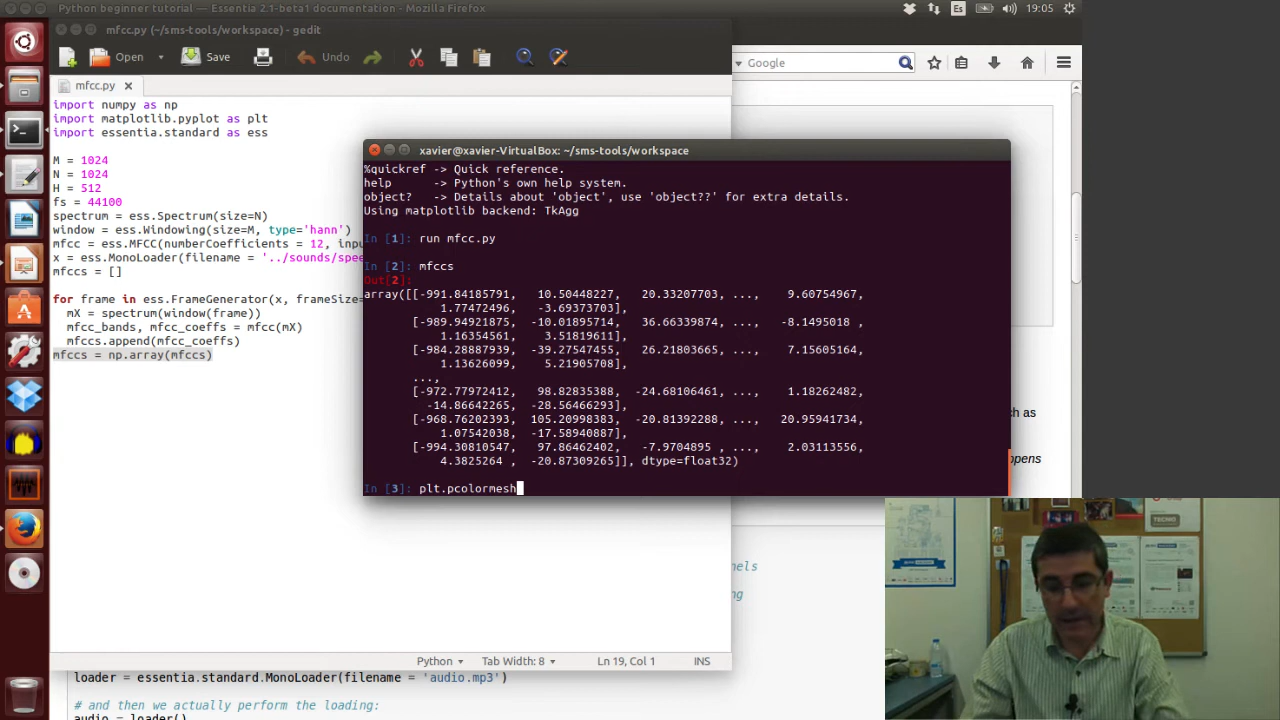 Python beginner tutorial — Essentia 2.1-beta1 documentation - Mozilla Firefox
Es
19:05
mfcc.py (~/sms-tools/workspace) - gedit
Open
Save
Undo
Google
mfcc.py
import numpy as np
import matplotlib.pyplot as plt
import essentia.standard as ess
M = 1024
N = 1024
H = 512
fs = 44100
spectrum = ess.Spectrum(size=N)
window = ess.Windowing(size=M, type='hann')
mfcc = ess.MFCC(numberCoefficients = 12, inpu
x = ess.MonoLoader(filename = '../sounds/spee
mfccs = []
for frame in ess.FrameGenerator(x, frameSize=
mX = spectrum(window(frame))
mfcc_bands, mfcc_coeffs = mfcc(mX)
mfccs.append(mfcc_coeffs)
mfccs = np.array(mfccs)
xavier@xavier-VirtualBox: ~/sms-tools/workspace
%quickref -> Quick reference.
help -> Python's own help system.
object? -> Details about 'object', use 'object??' for extra details.
Using matplotlib backend: TkAgg
In [1]: run mfcc.py
In [2]: mfccs
Out[2]:
array([[-991.84185791, 10.50448227, 20.33207703, ..., 9.60754967,
1.77472496, -3.69373703],
[-989.94921875, -10.01895714, 36.66339874, ..., -8.1495018 ,
1.16354561, 3.51819611],
[-984.28887939, -39.27547455, 26.21803665, ..., 7.15605164,
1.13626099, 5.21905708],
...,
[-972.77972412, 98.82835388, -24.68106461, ..., 1.18262482,
-14.86642265, -28.56466293],
[-968.76202393, 105.20998383, -20.81392288, ..., 20.95941734,
1.07542038, -17.58940887],
[-994.30810547, 97.86462402, -7.9704895 , ..., 2.03113556,
4.3825264 , -20.87309265]], dtype=float32)
In [3]: plt.pcolormesh
ch as
opens
nels
ng
Python
Tab Width: 8
Ln 19, Col 1
INS
loader = essentia.standard.MonoLoader(filename = 'audio.mp3')
# and then we actually perform the loading:
audio = loader()
TECNIO